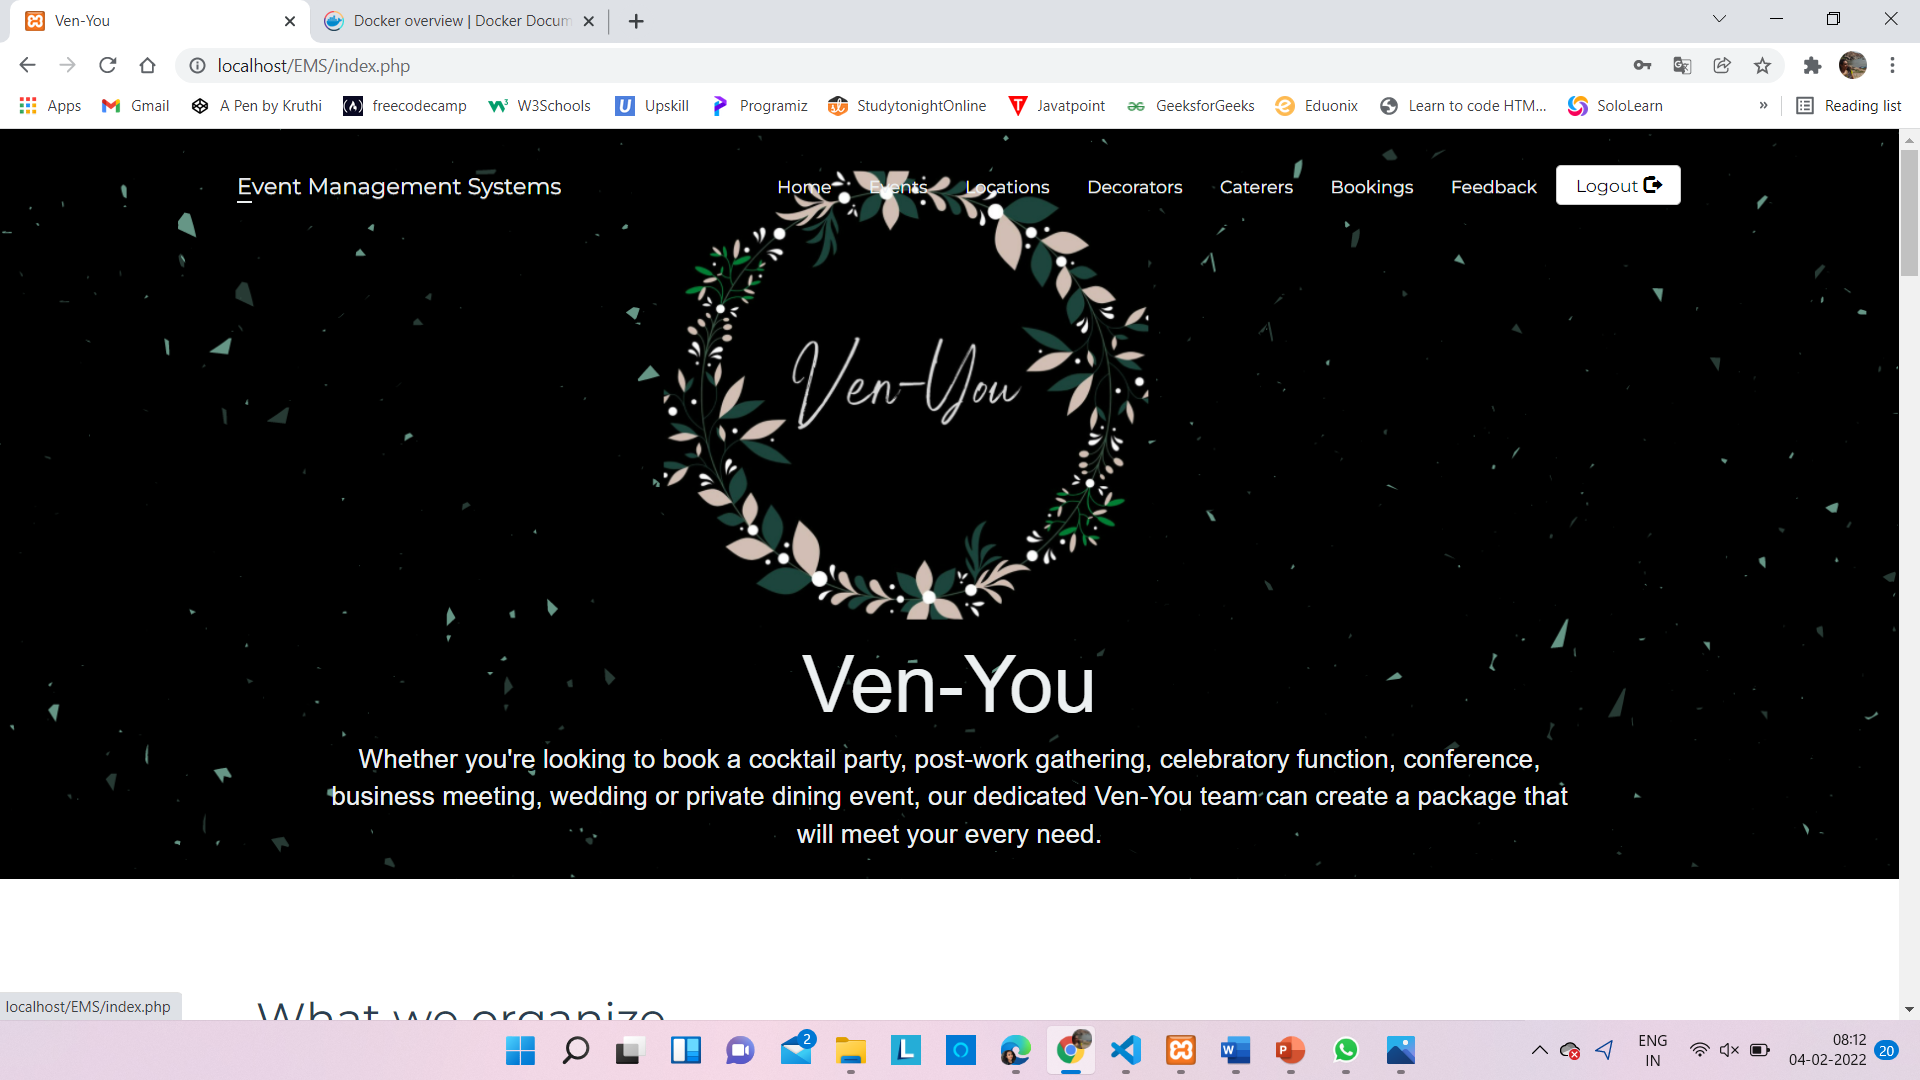 Ven-You
Docker overview | Docker Docum
localhost/EMS/index.php
Apps
Gmail
A Pen by Kruthi
freecodecamp
W3Schools
Upskill
Programiz
StudytonightOnline
Javatpoint
GeeksforGeeks
Eduonix
Learn to code HTM...
SoloLearn
»
Reading list
Event Management Systems
Home
Events
Locations
Decorators
Caterers
Bookings
Feedback
Logout
Ven-You
Ven-You
Whether you're looking to book a cocktail party, post-work gathering, celebratory function, conference,
business meeting, wedding or private dining event, our dedicated Ven-You team can create a package that
will meet your every need.
What we organize
localhost/EMS/index.php
2
ENG
IN
08:12
04-02-2022
20